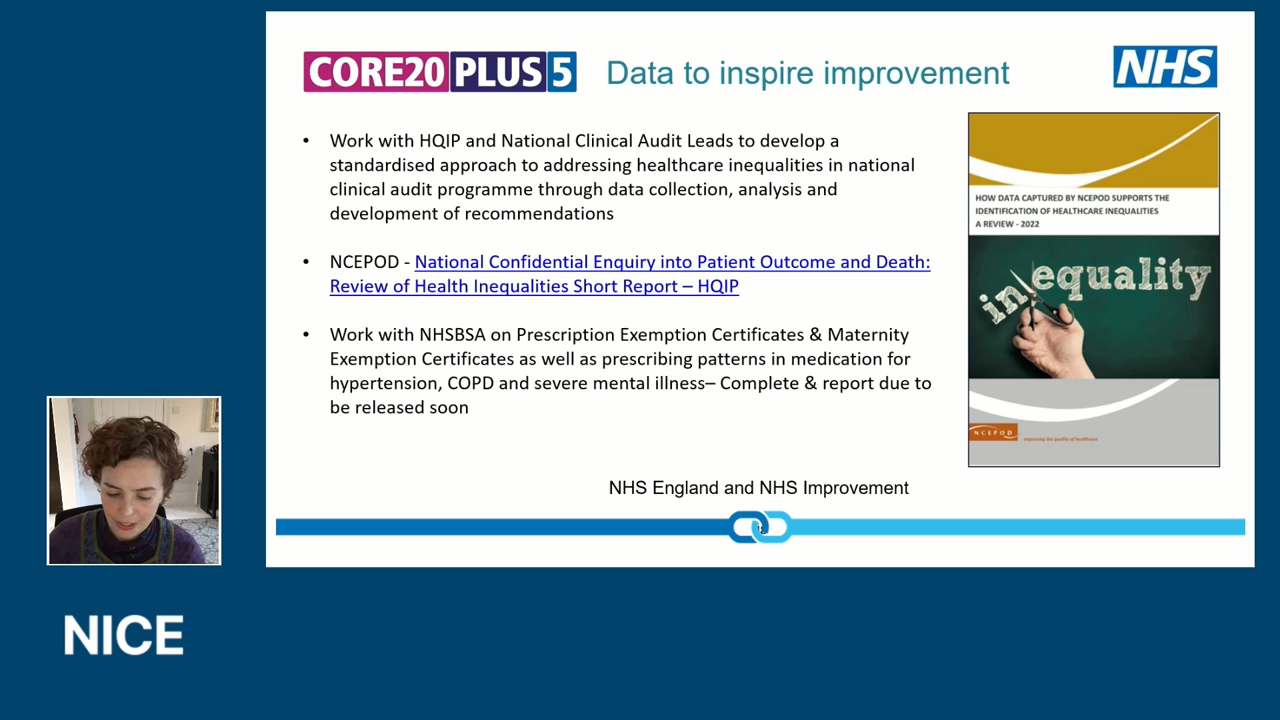 CORE20 PLUS 5
Data to inspire improvement
NHS
• Work with HQIP and National Clinical Audit Leads to develop a
standardised approach to addressing healthcare inequalities in national
clinical audit programme through data collection, analysis and
development of recommendations
• NCEPOD - National Confidential Enquiry into Patient Outcome and Death:
Review of Health Inequalities Short Report – HQIP
• Work with NHSBSA on Prescription Exemption Certificates & Maternity
Exemption Certificates as well as prescribing patterns in medication for
hypertension, COPD and severe mental illness– Complete & report due to
be released soon
HOW DATA CAPTURED BY NCEPOD SUPPORTS THE
IDENTIFICATION OF HEALTHCARE INEQUALITIES
A REVIEW - 2022
inequality
NCEPOD
Improving the quality of healthcare
NHS England and NHS Improvement
NICE